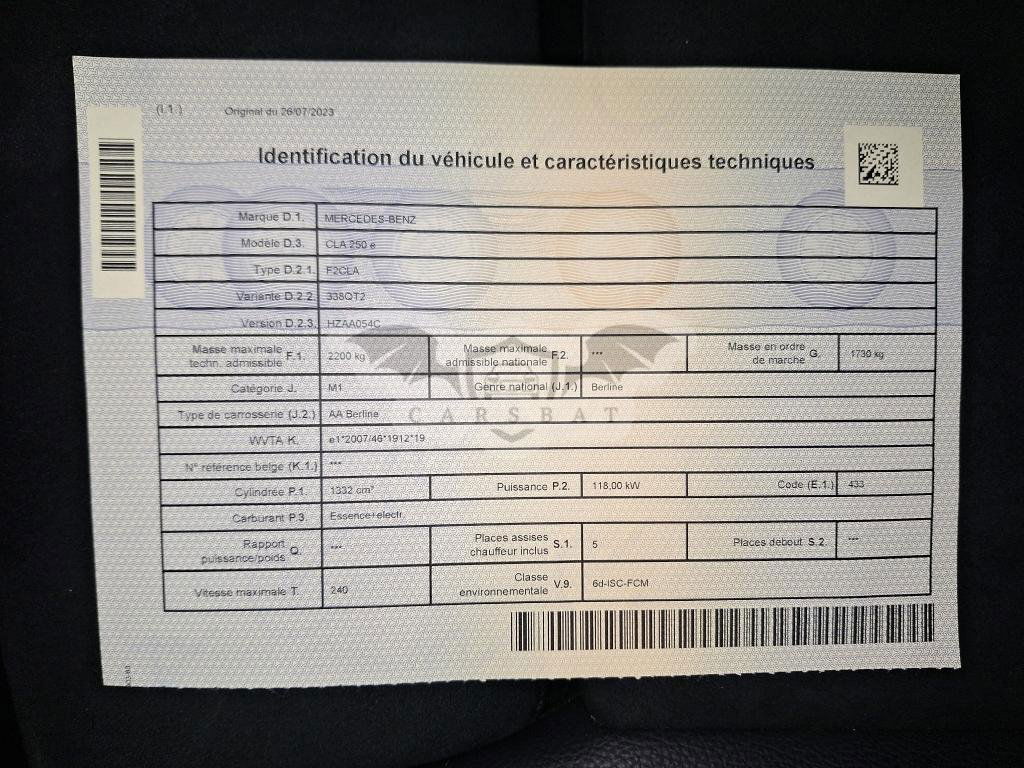 (I.1.) Original du 26/07/2023
Identification du véhicule et caractéristiques techniques
Marque D.1. MERCEDES-BENZ
Modèle D.3. CLA 250 e
Type D.2.1. F2CLA
Variante D.2.2. 338QT2
Version D.2.3. HZAA054C
Masse maximale techn. admissible F.1. 2200 kg Masse maximale admissible nationale F.2. *** Masse en ordre de marche G. 1730 kg
Catégorie J. M1 Genre national (J.1.) Berline
Type de carrosserie (J.2.) AA Berline
CARSBAT
WVTA K. e1*2007/46*1912*19
N° référence belge (K.1.) ***
Cylindrée P.1. 1332 cm³ Puissance P.2. 118,00 kW Code (E.1.) 433
Carburant P.3. Essence+electr.
Rapport puissance/poids Q. *** Places assises chauffeur inclus S.1. 5 Places debout S.2. ***
Vitesse maximale T. 240 Classe environnementale V.9. 6d-ISC-FCM